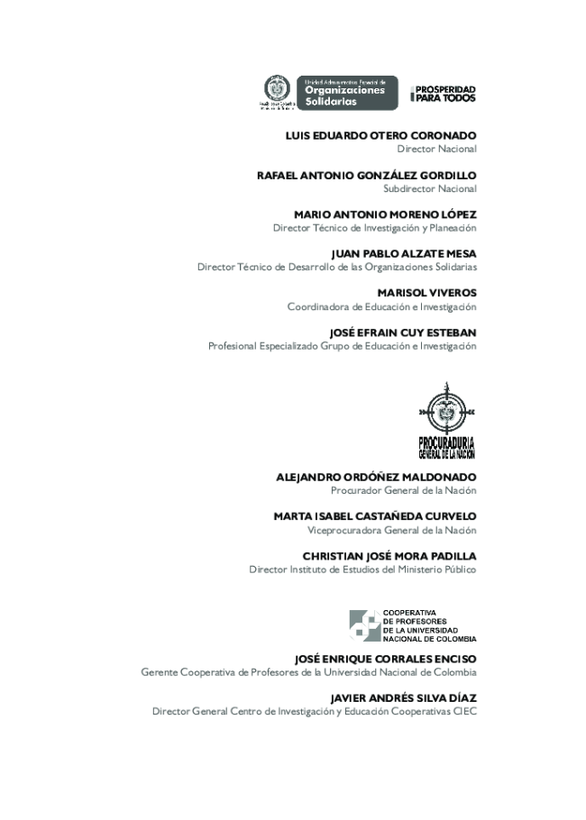 Unidad Administrativa Especial de
Organizaciones
Solidarias
PROSPERIDAD
PARA TODOS
LUIS EDUARDO OTERO CORONADO
Director Nacional
RAFAEL ANTONIO GONZÁLEZ GORDILLO
Subdirector Nacional
MARIO ANTONIO MORENO LÓPEZ
Director Técnico de Investigación y Planeación
JUAN PABLO ALZATE MESA
Director Técnico de Desarrollo de las Organizaciones Solidarias
MARISOL VIVEROS
Coordinadora de Educación e Investigación
JOSÉ EFRAIN CUY ESTEBAN
Profesional Especializado Grupo de Educación e Investigación
PROCURADURIA
GENERAL DE LA NACION
ALEJANDRO ORDÓÑEZ MALDONADO
Procurador General de la Nación
MARTA ISABEL CASTAÑEDA CURVELO
Viceprocuradora General de la Nación
CHRISTIAN JOSÉ MORA PADILLA
Director Instituto de Estudios del Ministerio Público
COOPERATIVA
DE PROFESORES
DE LA UNIVERSIDAD
NACIONAL DE COLOMBIA
JOSÉ ENRIQUE CORRALES ENCISO
Gerente Cooperativa de Profesores de la Universidad Nacional de Colombia
JAVIER ANDRÉS SILVA DÍAZ
Director General Centro de Investigación y Educación Cooperativas CIEC